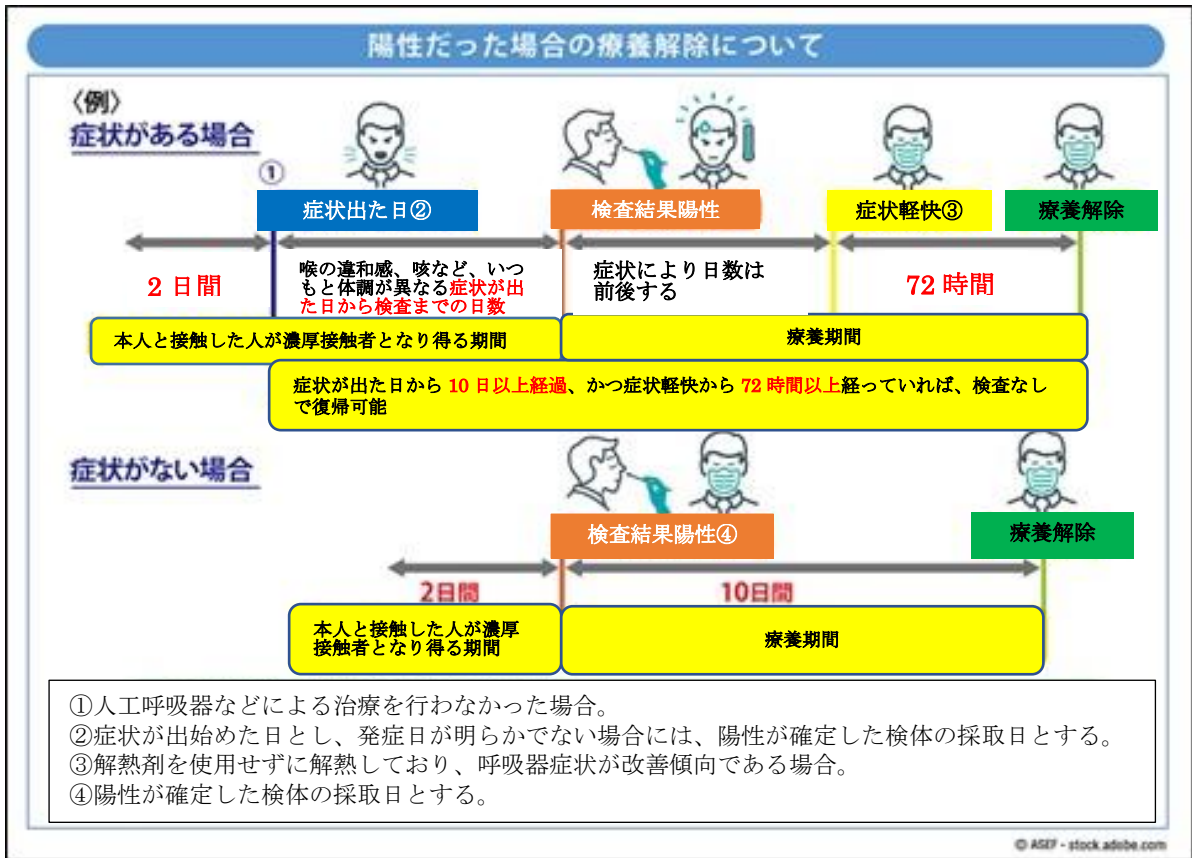 陽性だった場合の療養解除について
〈例〉
症状がある場合
①
症状出た日②
検査結果陽性
症状軽快③
療養解除
2日間
喉の違和感、咳など、いつ
もと体調が異なる症状が出
た日から検査までの日数
症状により日数は
前後する
72時間
本人と接触した人が濃厚接触者となり得る期間
療養期間
症状が出た日から10日以上経過、かつ症状軽快から72時間以上経っていれば、検査なし
で復帰可能
症状がない場合
検査結果陽性④
療養解除
2日間
10日間
本人と接触した人が濃厚
接触者となり得る期間
療養期間
①人工呼吸器などによる治療を行わなかった場合。
②症状が出始めた日とし、発症日が明らかでない場合には、陽性が確定した検体の採取日とする。
③解熱剤を使用せずに解熱しており、呼吸器症状が改善傾向である場合。
④陽性が確定した検体の採取日とする。
© ASDF - stock.adobe.com